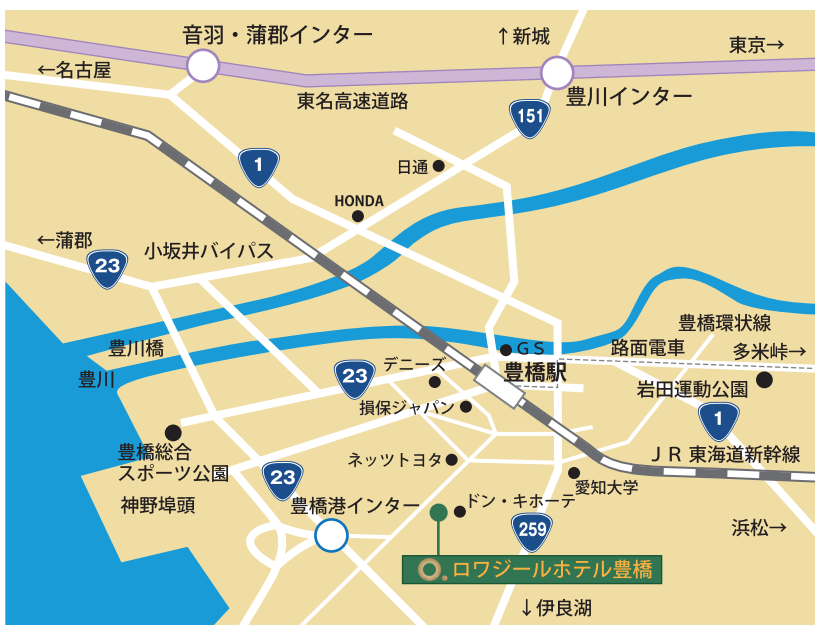 音羽・蒲郡インター
↑新城
東京→
←名古屋
東名高速道路
豊川インター
151
1
日通
HONDA
←蒲郡
23
小坂井バイパス
豊橋環状線
豊川橋
GS
路面電車
多米峠→
豊川
23
デニーズ
豊橋駅
岩田運動公園
損保ジャパン
1
豊橋総合
スポーツ公園
ネッツトヨタ
JR東海道新幹線
23
愛知大学
神野埠頭
豊橋港インター
ドン・キホーテ
259
浜松→
ロワジールホテル豊橋
↓伊良湖